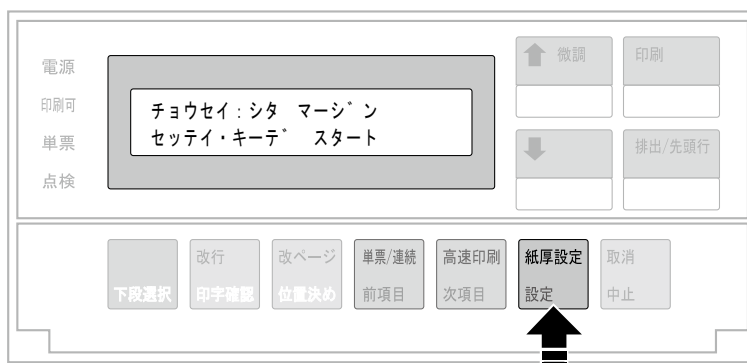 電源
印刷可
単票
点検
チョウセイ:シタ マージﾞン
セッテイ・キーデﾞ スタート
微調
印刷
排出/先頭行
改行
改ページ
単票/連続
高速印刷
紙厚設定
取消
下段選択
印字確認
位置決め
前項目
次項目
設定
中止